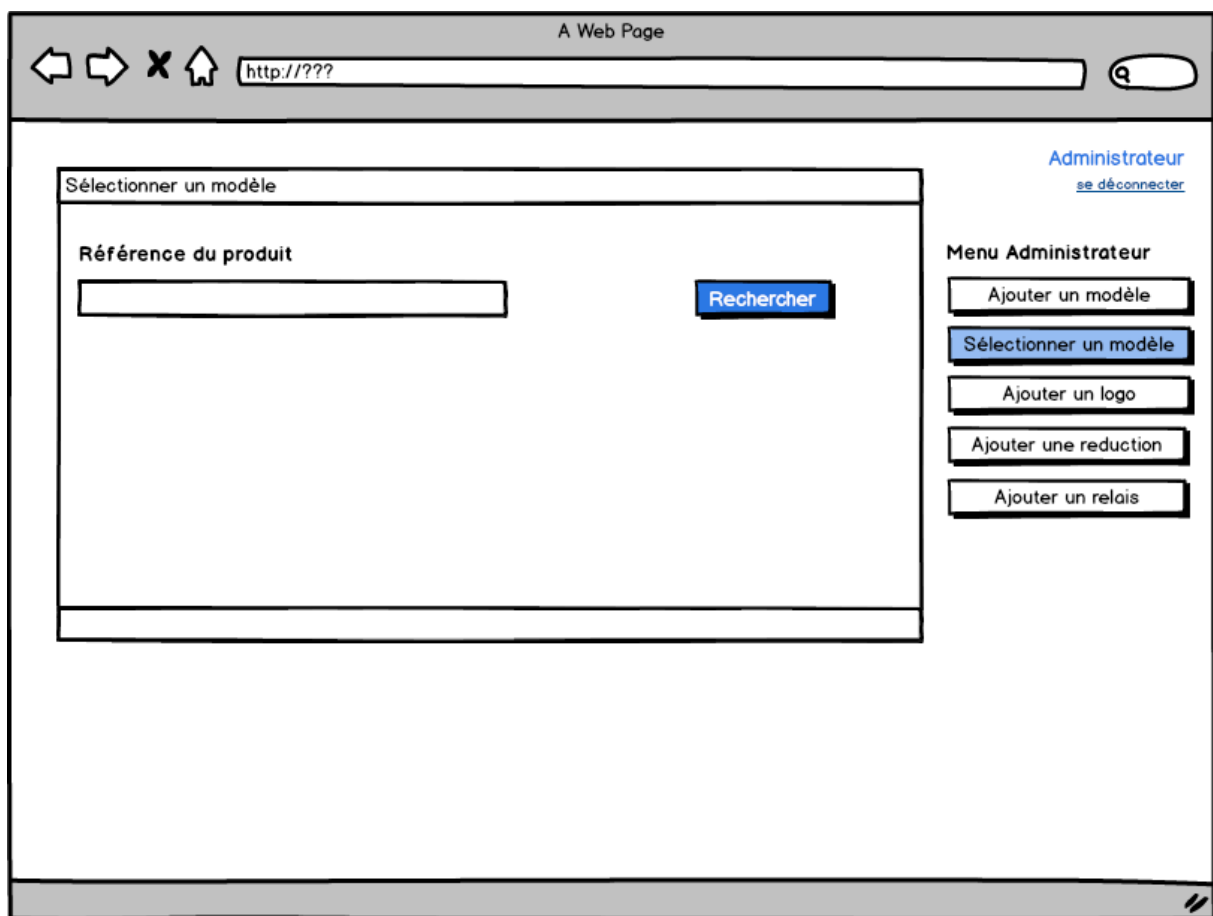 A Web Page
http://???
Administrateur
se déconnecter
Sélectionner un modèle
Référence du produit
Rechercher
Menu Administrateur
Ajouter un modèle
Sélectionner un modèle
Ajouter un logo
Ajouter une reduction
Ajouter un relais